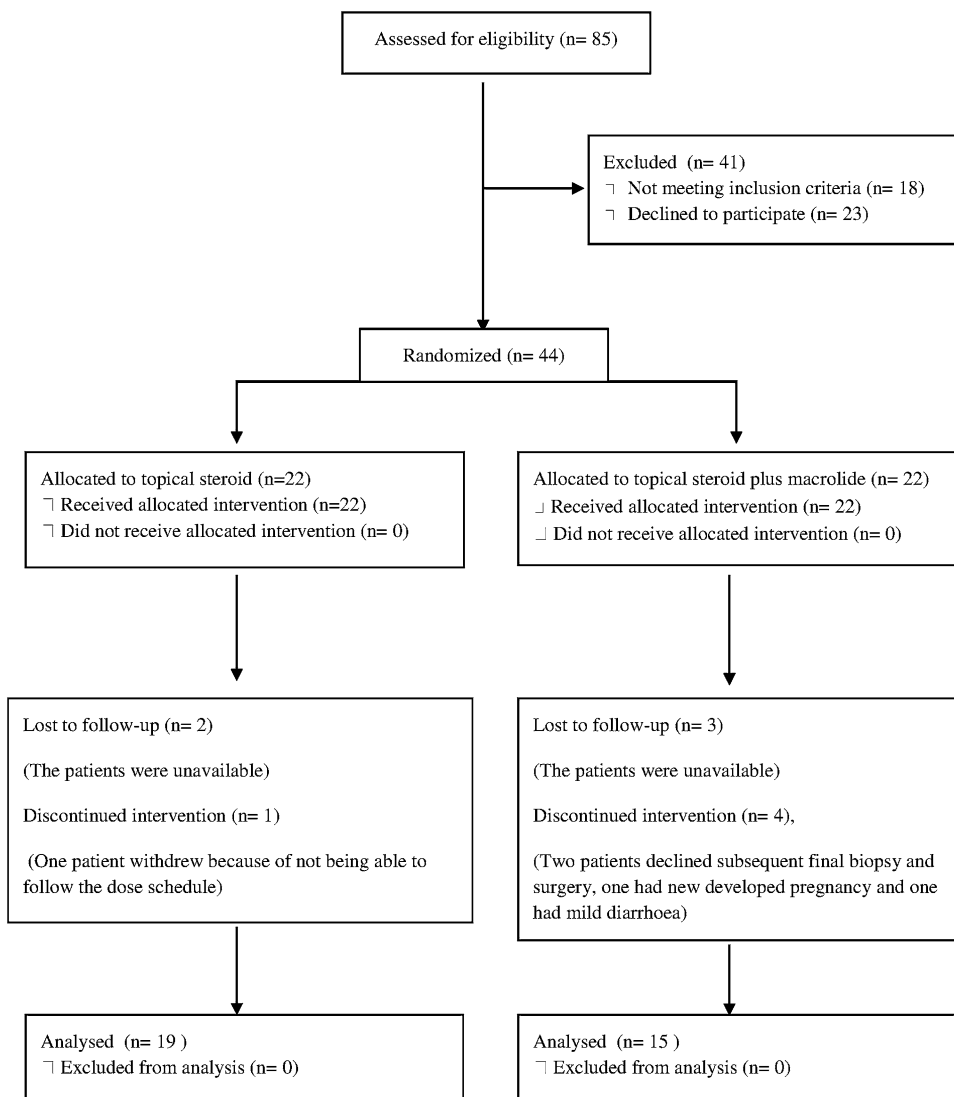 Assessed for eligibility (n= 85)
Excluded  (n= 41)
Not meeting inclusion criteria (n= 18)
Declined to participate (n= 23)
Randomized (n= 44)
Allocated to topical steroid (n=22)
Received allocated intervention (n=22)
Did not receive allocated intervention (n= 0)
Allocated to topical steroid plus macrolide (n= 22)
Received allocated intervention (n= 22)
Did not receive allocated intervention (n= 0)
Lost to follow-up (n= 2)
(The patients were unavailable)
Discontinued intervention (n= 1)
(One patient withdrew because of not being able to
follow the dose schedule)
Lost to follow-up (n= 3)
(The patients were unavailable)
Discontinued intervention (n= 4),
(Two patients declined subsequent final biopsy and
surgery, one had new developed pregnancy and one
had mild diarrhoea)
Analysed  (n= 19 )
Excluded from analysis (n= 0)
Analysed  (n= 15 )
Excluded from analysis (n= 0)